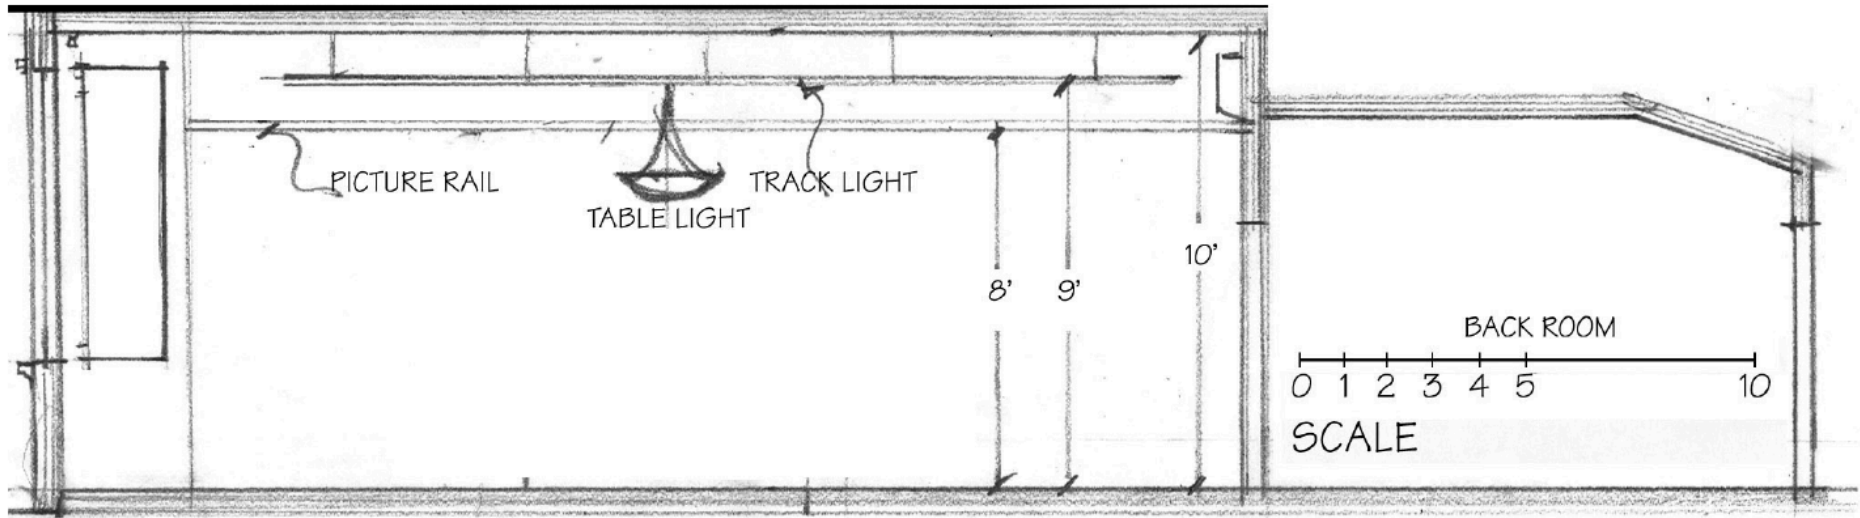 PICTURE RAIL
TRACK LIGHT
TABLE LIGHT
10'
8'
9'
BACK ROOM
0 1 2 3 4 5 10
SCALE